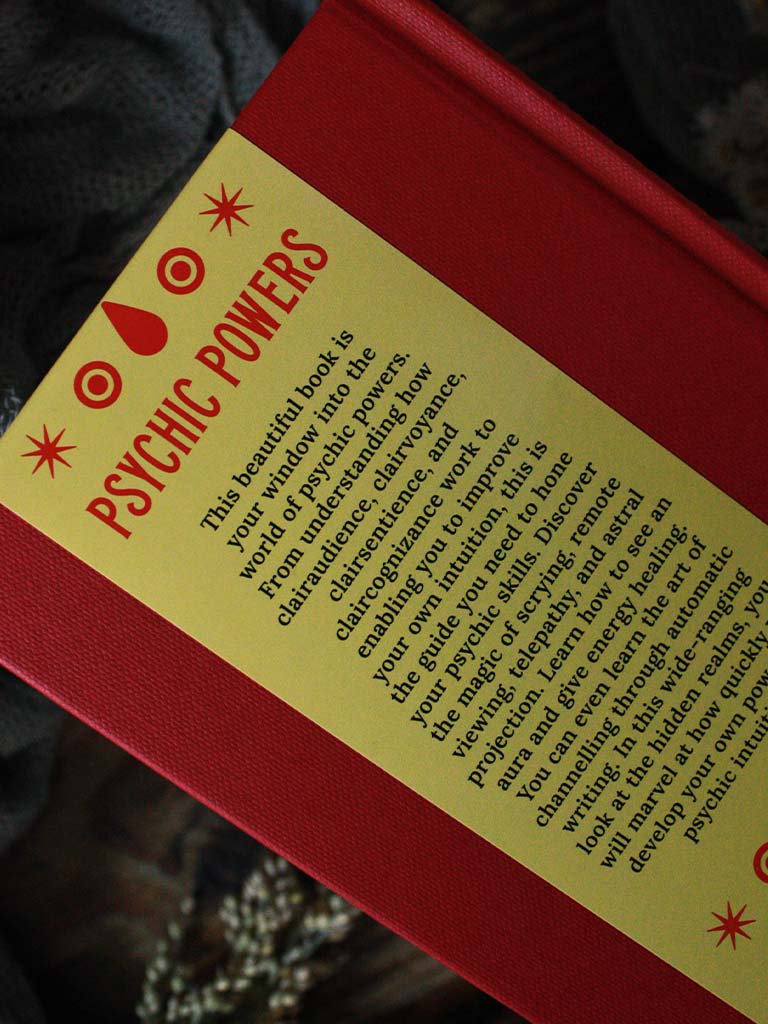 PSYCHIC POWERS
This beautiful book is
your window into the
world of psychic powers.
From understanding how
clairaudience, clairvoyance,
clairsentience, and
claircognizance work to
enabling you to improve
your own intuition, this is
the guide you need to home
your psychic skills. Discover
the magic of scrying, remote
viewing, telepathy, and astral
projection. Learn how to see an
aura and give energy healing.
You can even learn the art of
channelling through automatic
writing. In this wide-ranging
look at the hidden realms, you
will marvel at how quickly
develop your own
psychic